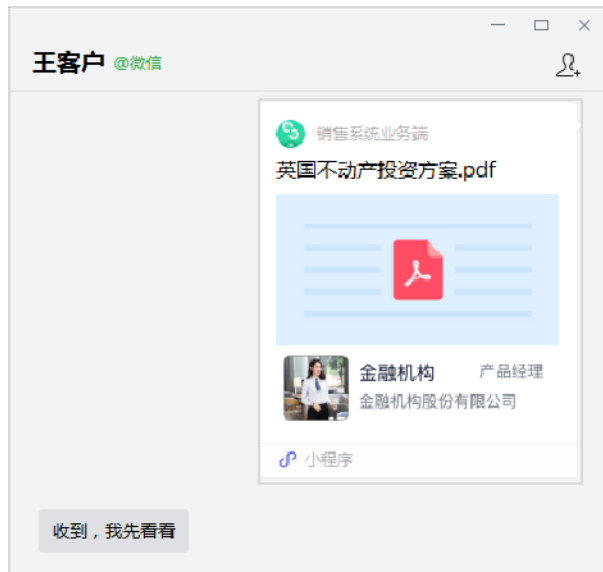 王客户 @微信
销售系统业务端
英国不动产投资方案.pdf
金融机构 产品经理
金融机构股份有限公司
小程序
收到，我先看看